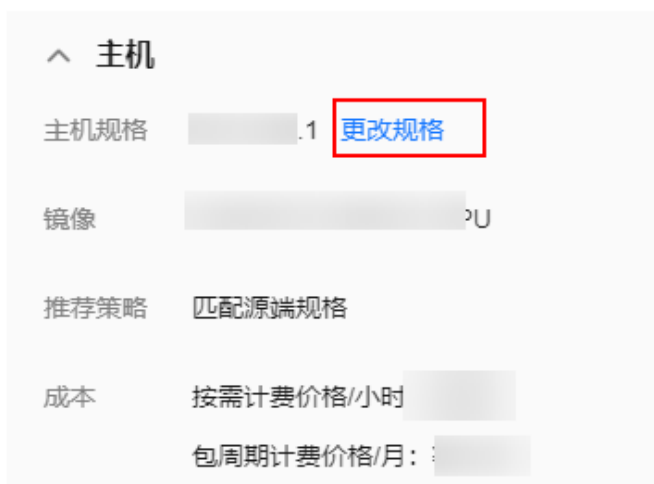 主机
主机规格 .1 更改规格
镜像 PU
推荐策略 匹配源端规格
成本 按需计费价格/小时
包周期计费价格/月：